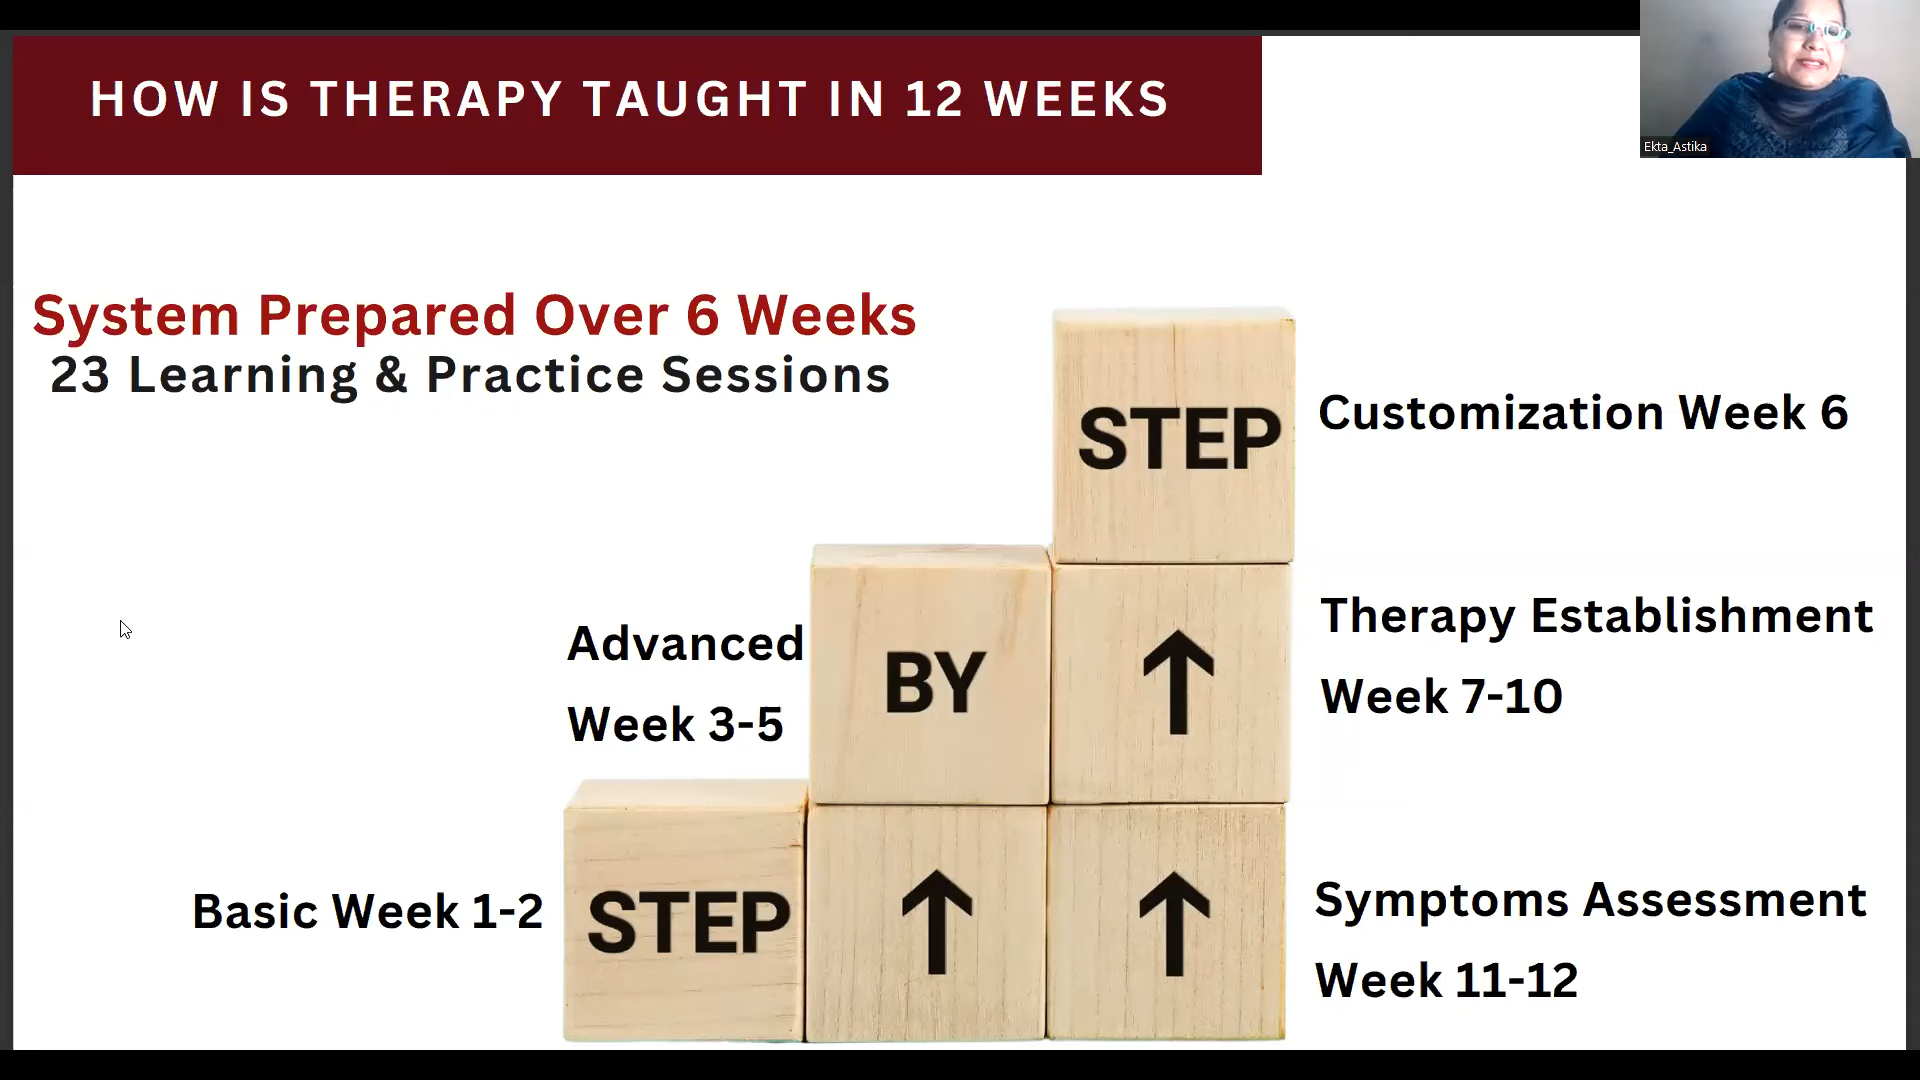 HOW IS THERAPY TAUGHT IN 12 WEEKS
Ekta_Astika
System Prepared Over 6 Weeks
23 Learning & Practice Sessions
STEP
Customization Week 6
Advanced
Week 3-5
BY
Therapy Establishment
Week 7-10
Basic Week 1-2
STEP
Symptoms Assessment
Week 11-12